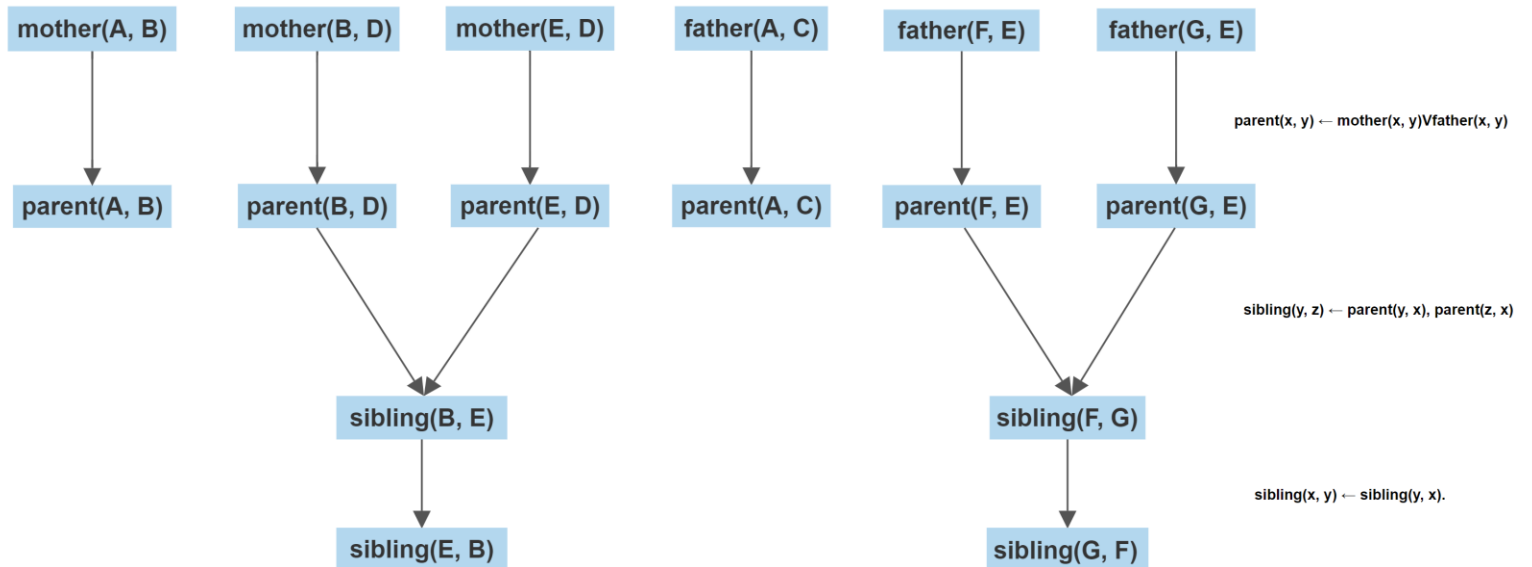 mother(A, B)
mother(B, D)
mother(E, D)
father(A, C)
father(F, E)
father(G, E)
parent(x, y) ← mother(x, y)Vfather(x, y)
parent(A, B)
parent(B, D)
parent(E, D)
parent(A, C)
parent(F, E)
parent(G, E)
sibling(y, z) ← parent(y, x), parent(z, x)
sibling(B, E)
sibling(F, G)
sibling(x, y) ← sibling(y, x).
sibling(E, B)
sibling(G, F)